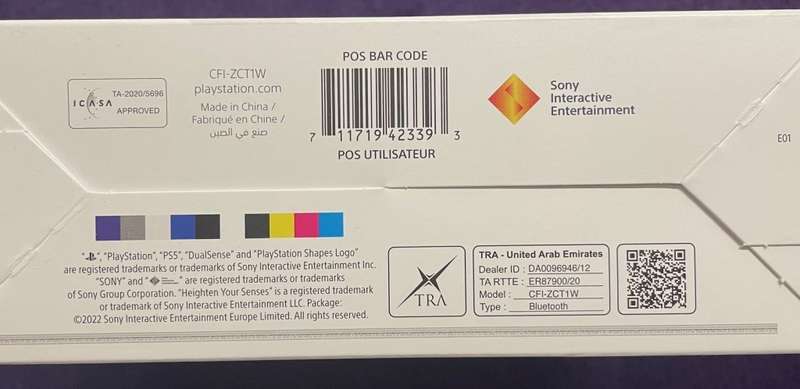 ICASA
TA-2020/5696
APPROVED
CFI-ZCT1W
playstation.com
Made in China /
Fabriqué en Chine /
صنع في الصين
POS BAR CODE
7 11719 42339 3
POS UTILISATEUR
Sony
Interactive
Entertainment
E01
" ", "PlayStation", "PS5", "DualSense" and "PlayStation Shapes Logo"
are registered trademarks or trademarks of Sony Interactive Entertainment Inc.
"SONY" and " " are registered trademarks or trademarks
of Sony Group Corporation. "Heighten Your Senses" is a registered trademark
or trademark of Sony Interactive Entertainment LLC. Package:
©2022 Sony Interactive Entertainment Europe Limited. All rights reserved.
TRA
TRA - United Arab Emirates
Dealer ID : DA0096946/12
TA RTTE : ER87900/20
Model : CFI-ZCT1W
Type : Bluetooth